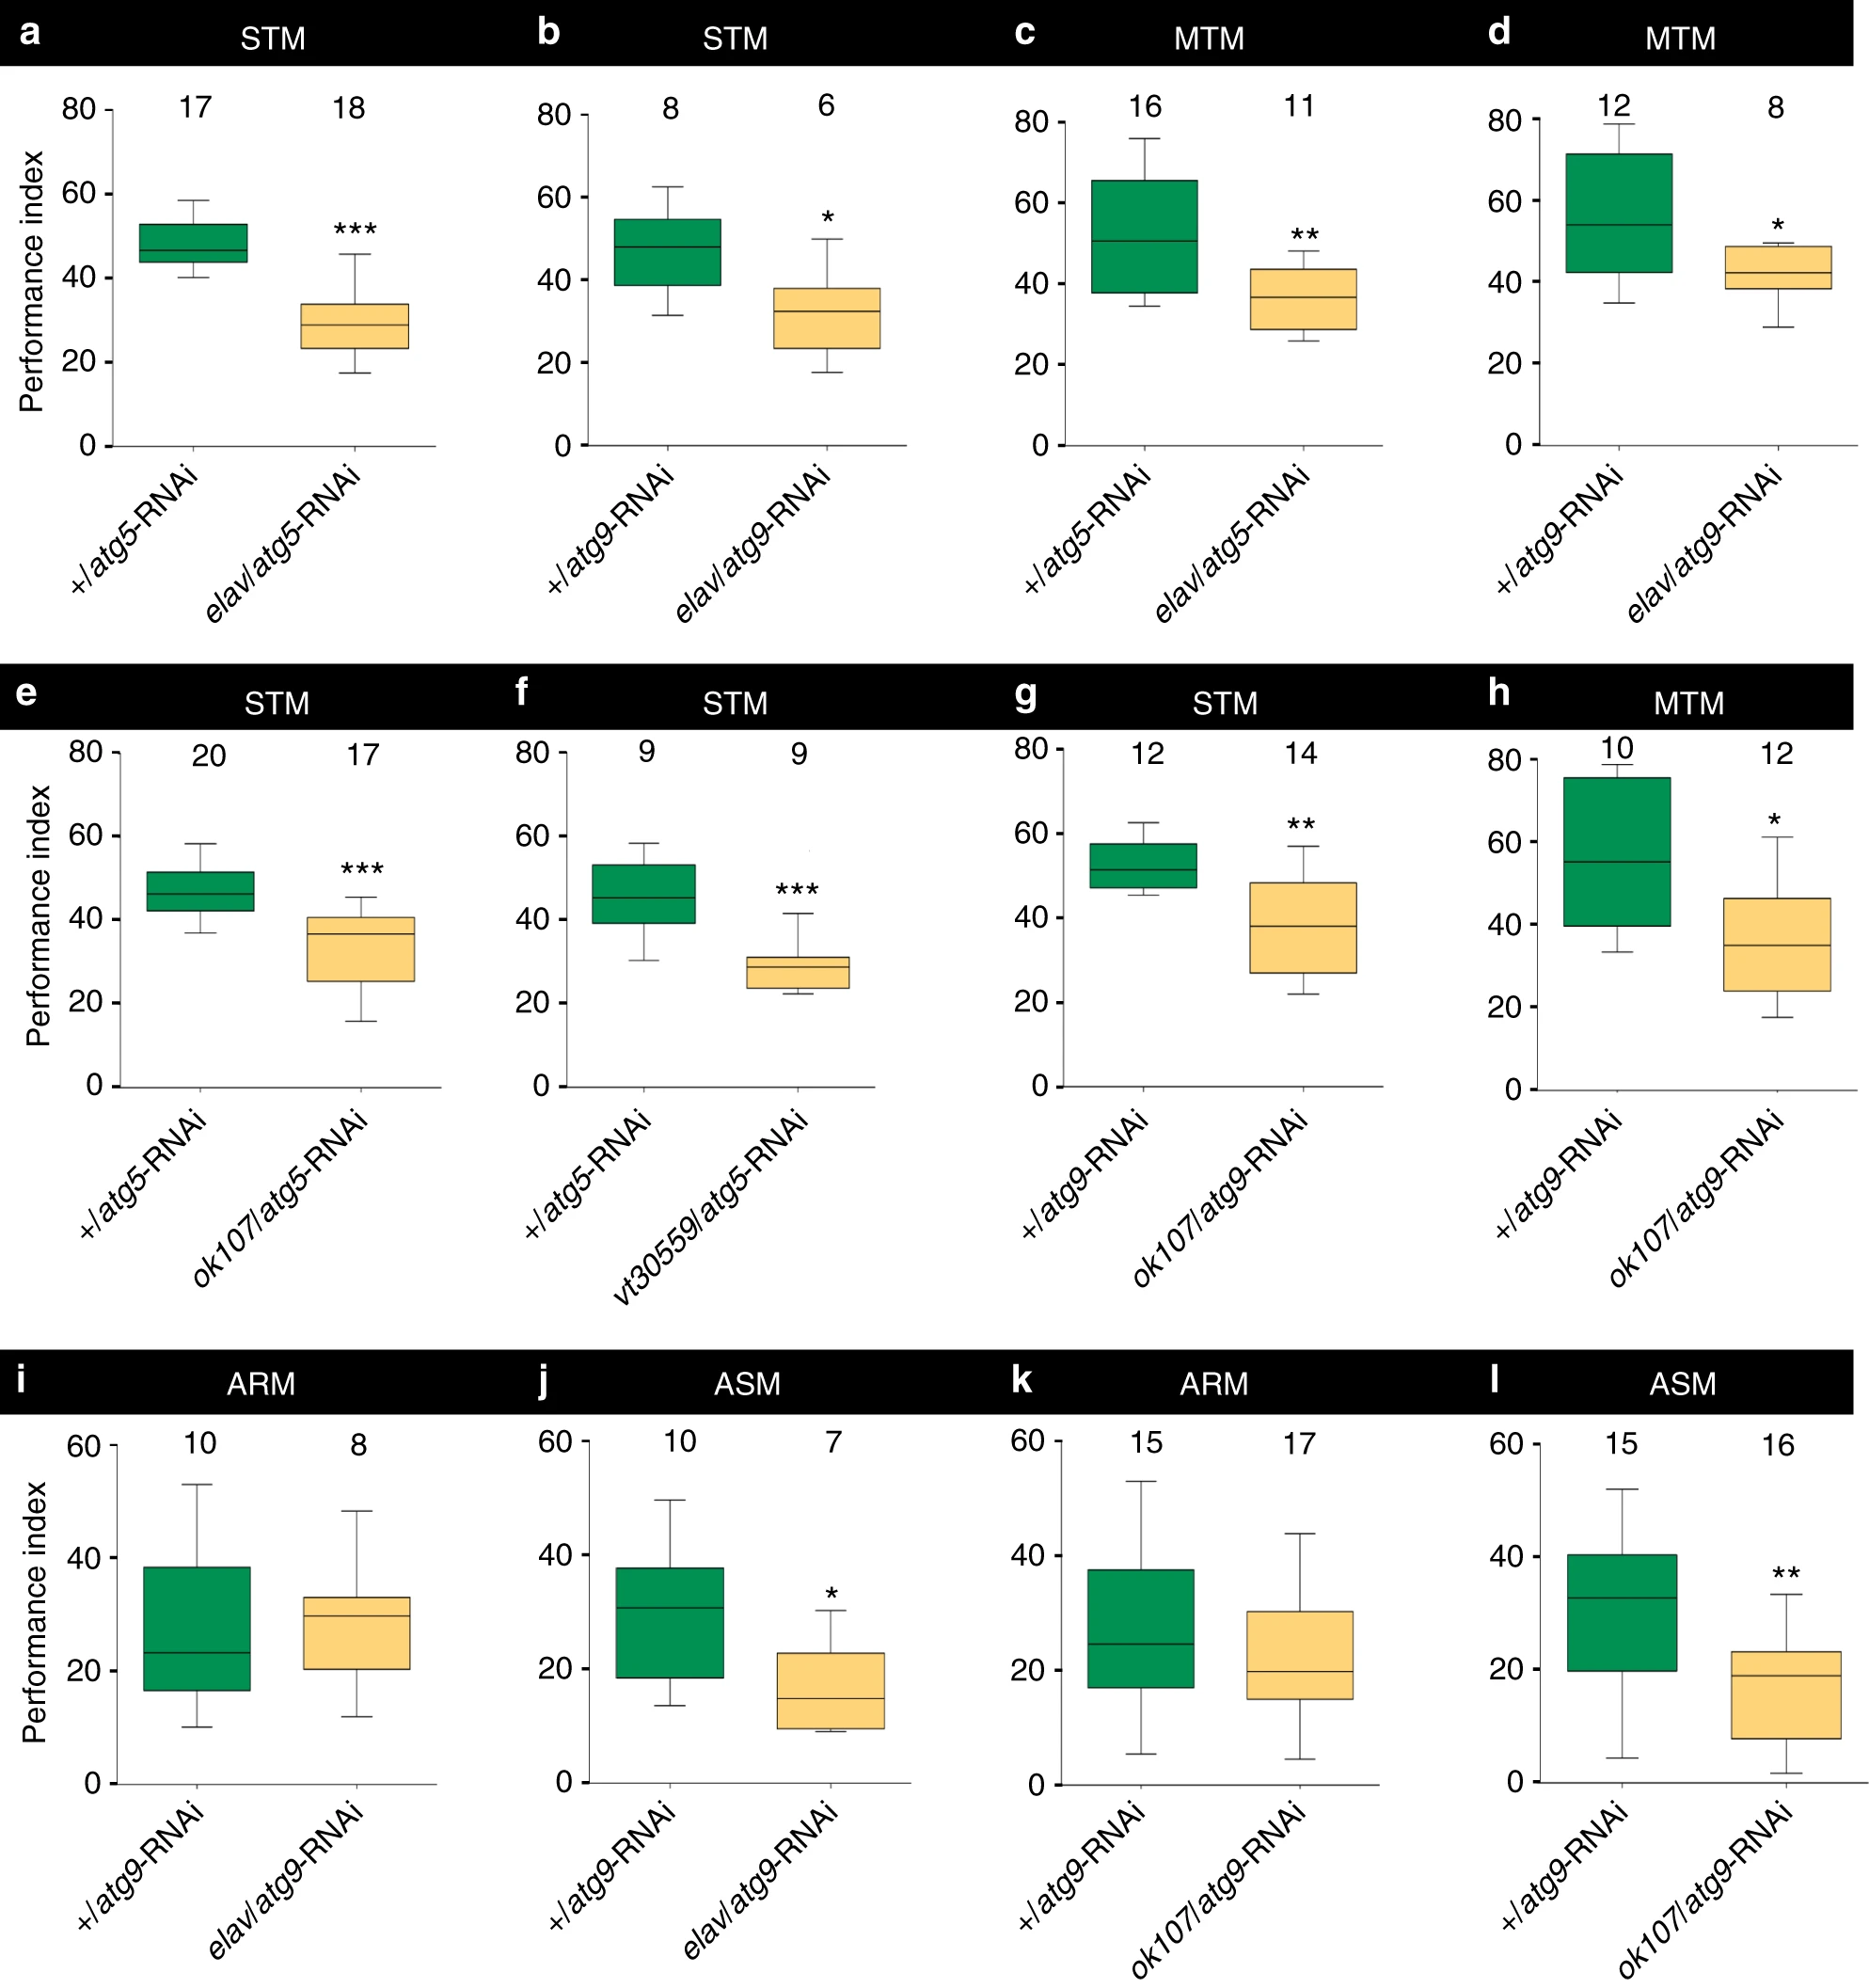 a STM b STM c MTM d MTM
80 17 18 80 8 6 80 16 11 80 12 8
Performance index
60 *** 60 * 60 ** 60 *
40 40 40 40
20 20 20 20
0 0 0 0
+/atg5-RNAi elav/atg5-RNAi +/atg9-RNAi elav/atg9-RNAi +/atg5-RNAi elav/atg5-RNAi +/atg9-RNAi elav/atg9-RNAi
e STM f STM g STM h MTM
80 20 17 80 9 9 80 12 14 80 10 12
Performance index
60 *** 60 *** 60 ** 60 *
40 40 40 40
20 20 20 20
0 0 0 0
+/atg5-RNAi ok107/atg5-RNAi +/atg5-RNAi vt30559/atg5-RNAi +/atg9-RNAi ok107/atg9-RNAi +/atg9-RNAi ok107/atg9-RNAi
i ARM j ASM k ARM l ASM
60 10 8 60 10 7 60 15 17 60 15 16
Performance index
40 40 * 40 40 **
20 20 20 20
0 0 0 0
+/atg9-RNAi elav/atg9-RNAi +/atg9-RNAi elav/atg9-RNAi +/atg9-RNAi ok107/atg9-RNAi +/atg9-RNAi ok107/atg9-RNAi